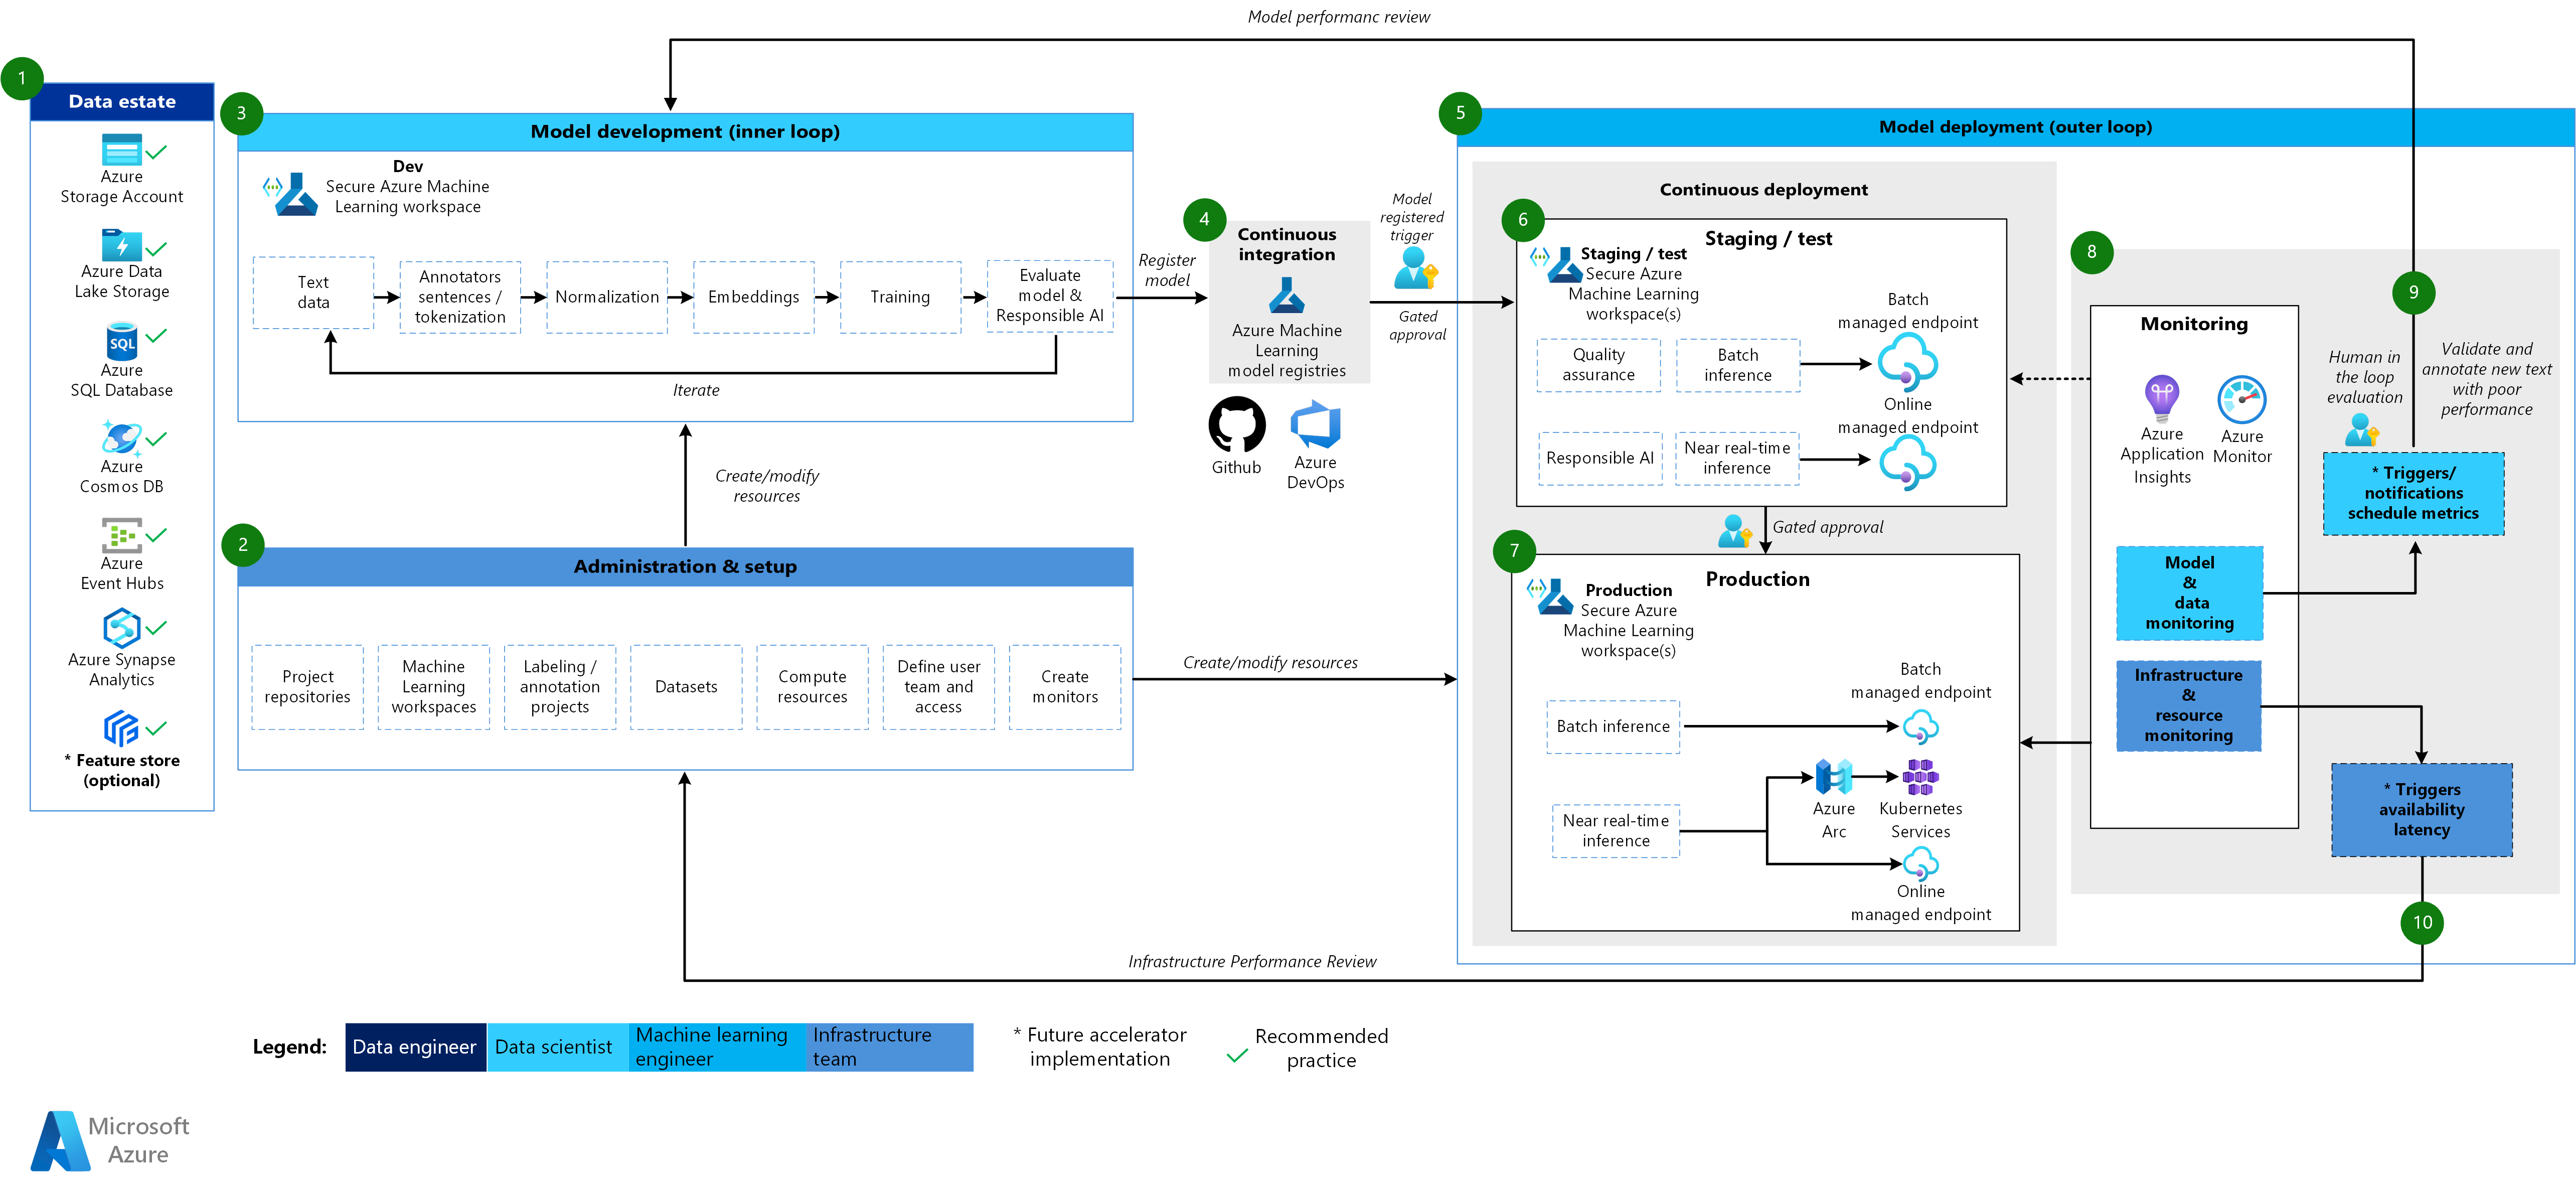 Model performanc review
1
Data estate
Azure
Storage Account
Azure Data
Lake Storage
SQL
Azure
SQL Database
Azure
Cosmos DB
Azure
Event Hubs
Azure Synapse
Analytics
* Feature store
(optional)
3
Model development (inner loop)
Dev
Secure Azure Machine
Learning workspace
Text
data
Annotators
sentences /
tokenization
Normalization
Embeddings
Training
Evaluate
model &
Responsible AI
Iterate
Create/modify
resources
2
Administration & setup
Project
repositories
Machine
Learning
workspaces
Labeling /
annotation
projects
Datasets
Compute
resources
Define user
team and
access
Create
monitors
Register
model
4
Continuous
integration
Azure Machine
Learning
model registries
Github
Azure
DevOps
Model
registered
trigger
Gated
approval
Create/modify resources
5
Model deployment (outer loop)
Continuous deployment
6
Staging / test
Staging / test
Secure Azure
Machine Learning
workspace(s)
Quality
assurance
Batch
inference
Batch
managed endpoint
Responsible AI
Near real-time
inference
Online
managed endpoint
Gated approval
7
Production
Production
Secure Azure
Machine Learning
workspace(s)
Batch inference
Batch
managed endpoint
Near real-time
inference
Azure
Arc
Kubernetes
Services
Online
managed endpoint
8
Monitoring
Azure
Application
Insights
Azure
Monitor
Model
&
data
monitoring
Infrastructure
&
resource
monitoring
9
Human in
the loop
evaluation
Validate and
annotate new text
with poor
performance
* Triggers/
notifications
schedule metrics
* Triggers
availability
latency
10
Infrastructure Performance Review
Legend:
Data engineer
Data scientist
Machine learning
engineer
Infrastructure
team
* Future accelerator
implementation
Recommended
practice
Microsoft
Azure